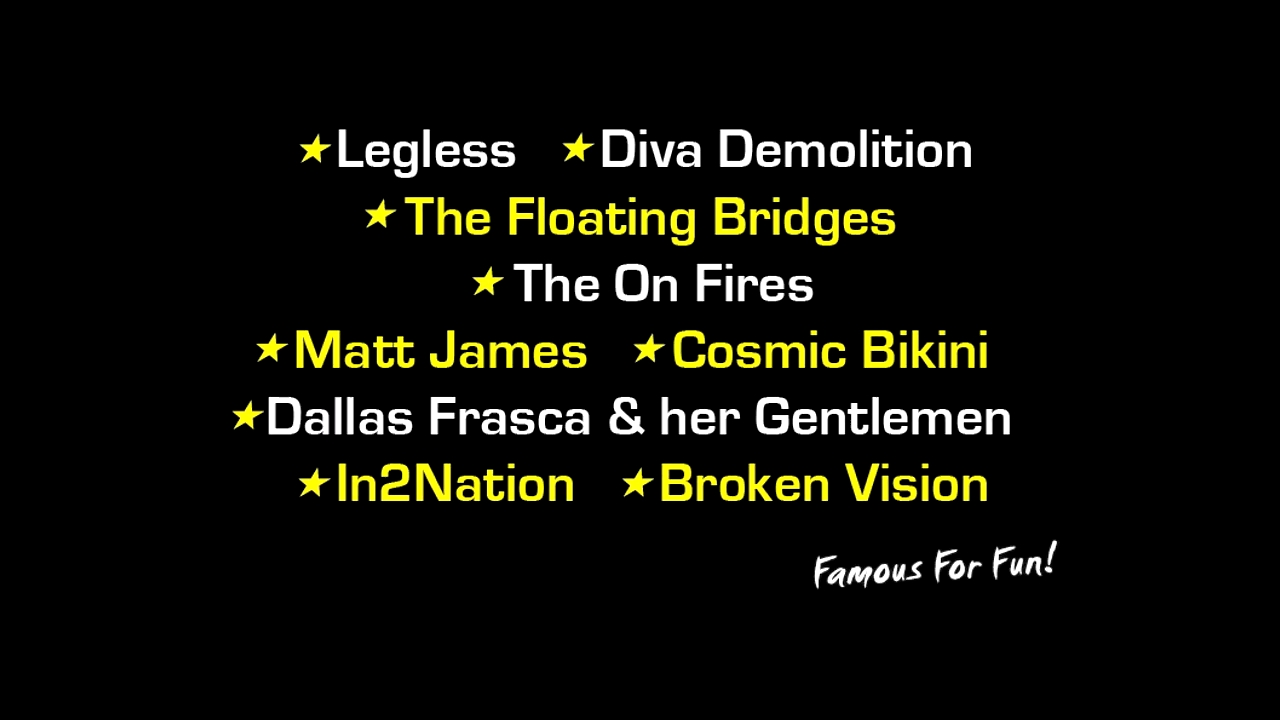 ★Legless ★Diva Demolition
★The Floating Bridges
★The On Fires
★Matt James ★Cosmic Bikini
★Dallas Frasca & her Gentlemen
★In2Nation ★Broken Vision
Famous For Fun!